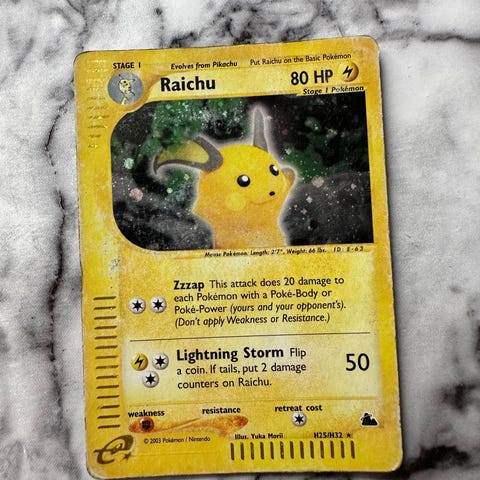 STAGE 1 Evolves from Pikachu Put Raichu on the Basic Pokémon
Raichu 80 HP
Stage 1 Pokémon
Mouse Pokémon. Length: 2'7", Weight: 66 lbs. ID: E-63
Zzzap This attack does 20 damage to
each Pokémon with a Poké-Body or
Poké-Power (yours and your opponent's).
(Don't apply Weakness or Resistance.)
Lightning Storm Flip
a coin. If tails, put 2 damage
counters on Raichu.
50
weakness resistance retreat cost
e
© 2003 Pokémon / Nintendo Illus. Yuka Morii H25/H32 ★